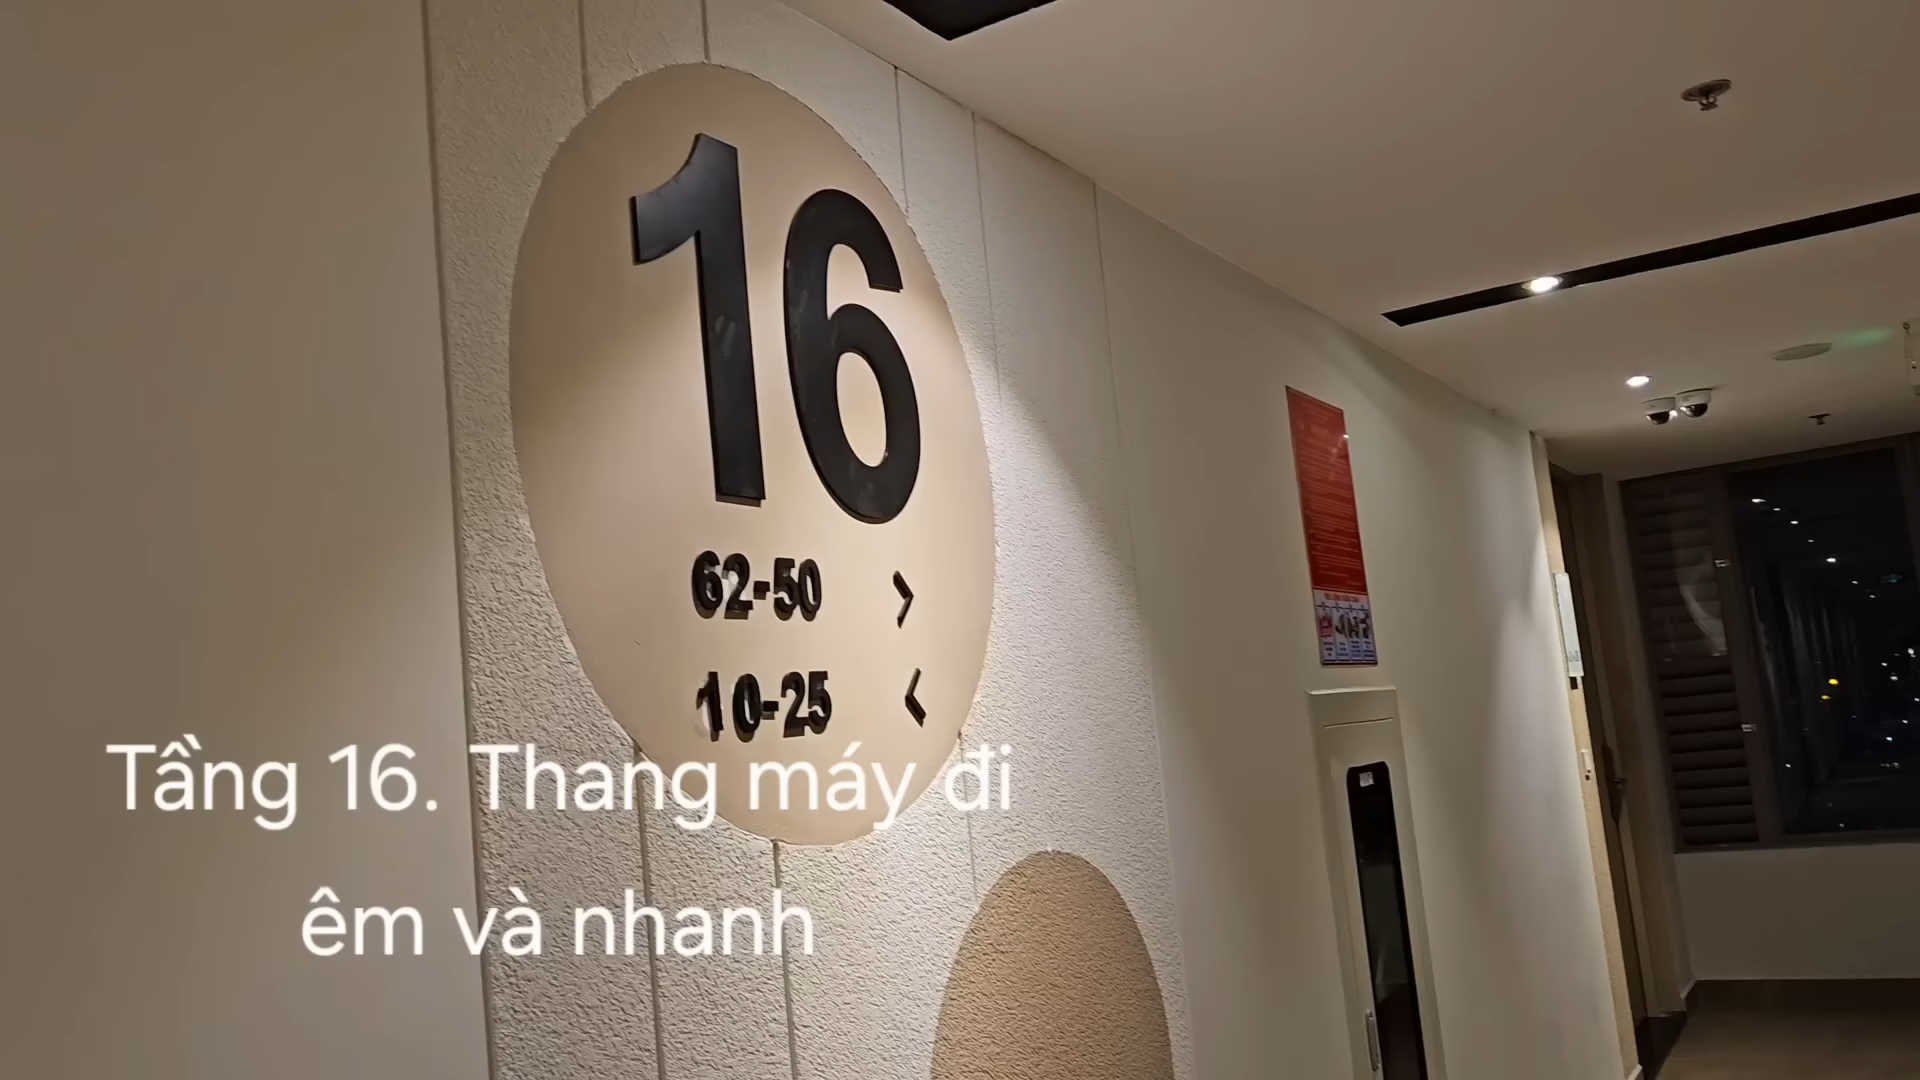 16
62-50 >
10-25 <
Tầng 16. Thang máy đi
êm và nhanh